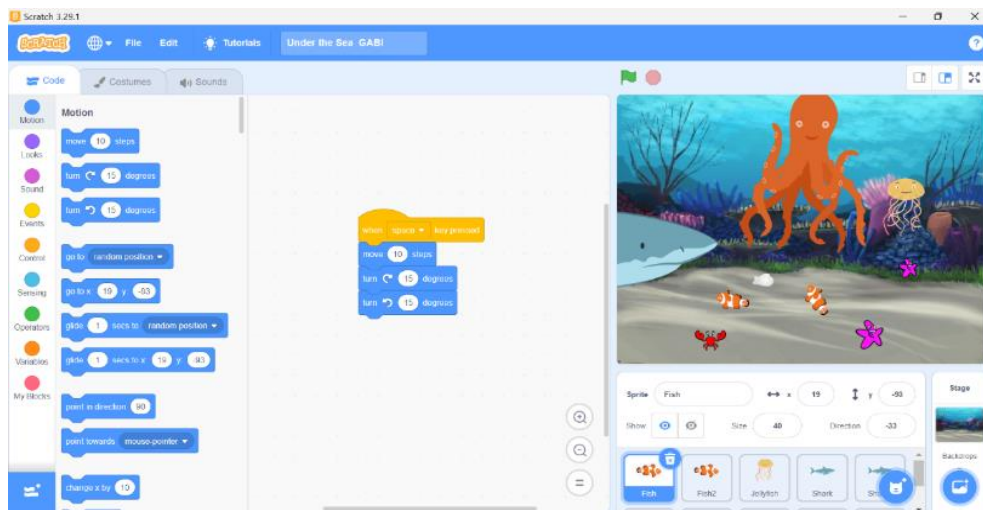 Scratch 3.29.1
SCRATCH File Edit Tutorials Under the Sea GABI
Code Costumes Sounds
Motion
Looks
Sound
Events
Control
Sensing
Operators
Variables
My Blocks
Motion
move 10 steps
turn 15 degrees
turn 15 degrees
go to random position
go to x 19 y -93
glide 1 secs to random position
glide 1 secs to x 19 y -93
point in direction 90
point towards mouse-pointer
change x by 10
when space key pressed
move 10 steps
turn 15 degrees
turn 15 degrees
Sprite Fish x 19 y -93
Show Size 40 Direction -33
Fish
Fish2
Jellyfish
Shark
Stage
Backdrops